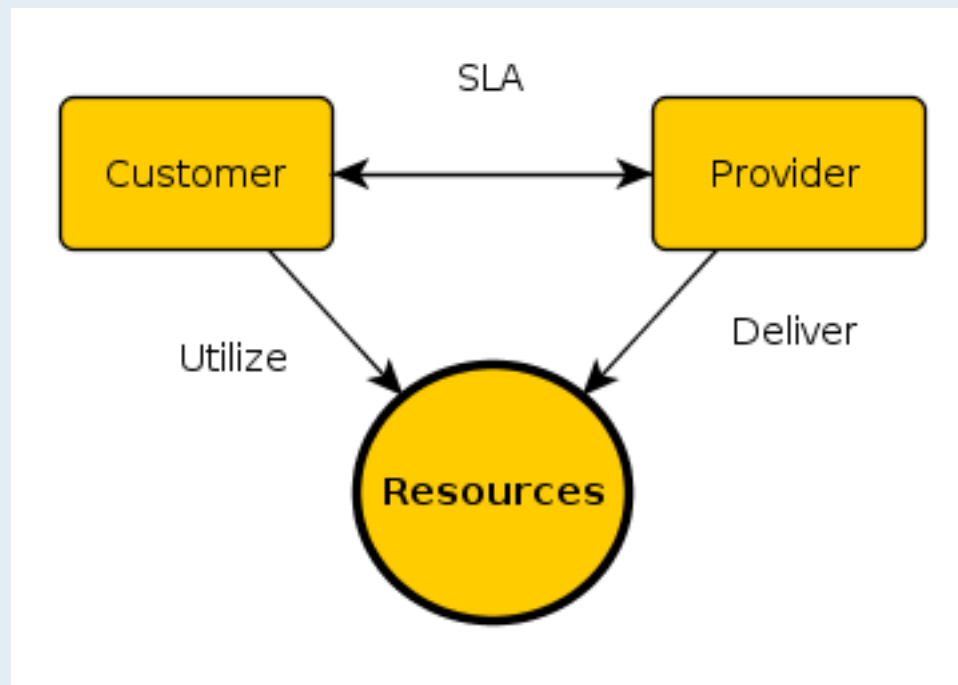 SLA
Customer
Provider
Utilize
Deliver
Resources